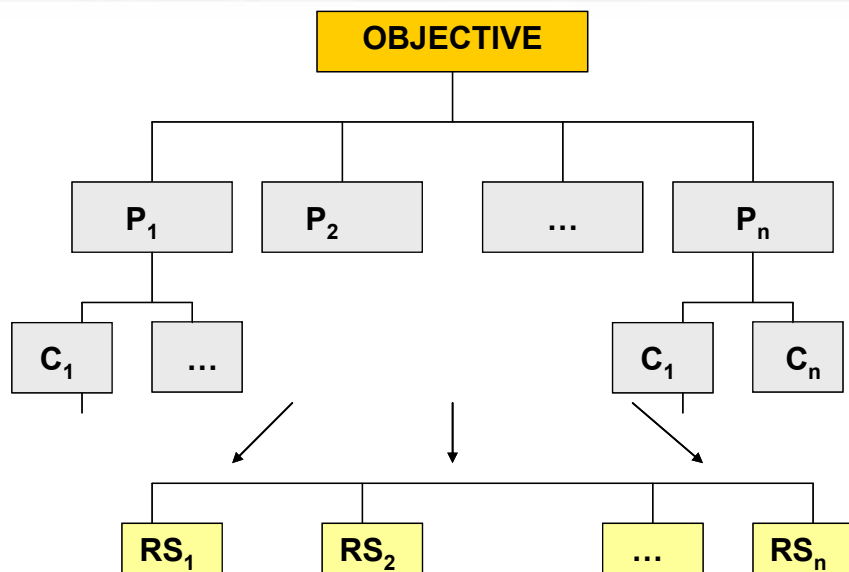 OBJECTIVE
P₁ P₂ … Pₙ
C₁ … C₁ Cₙ
RS₁ RS₂ … RSₙ